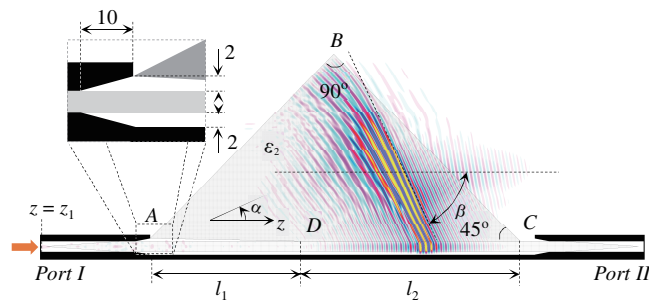 10
2
2
B
90°
ε₂
α
z
β
z = z₁
A
D
C
45°
Port I
Port II
l₁
l₂